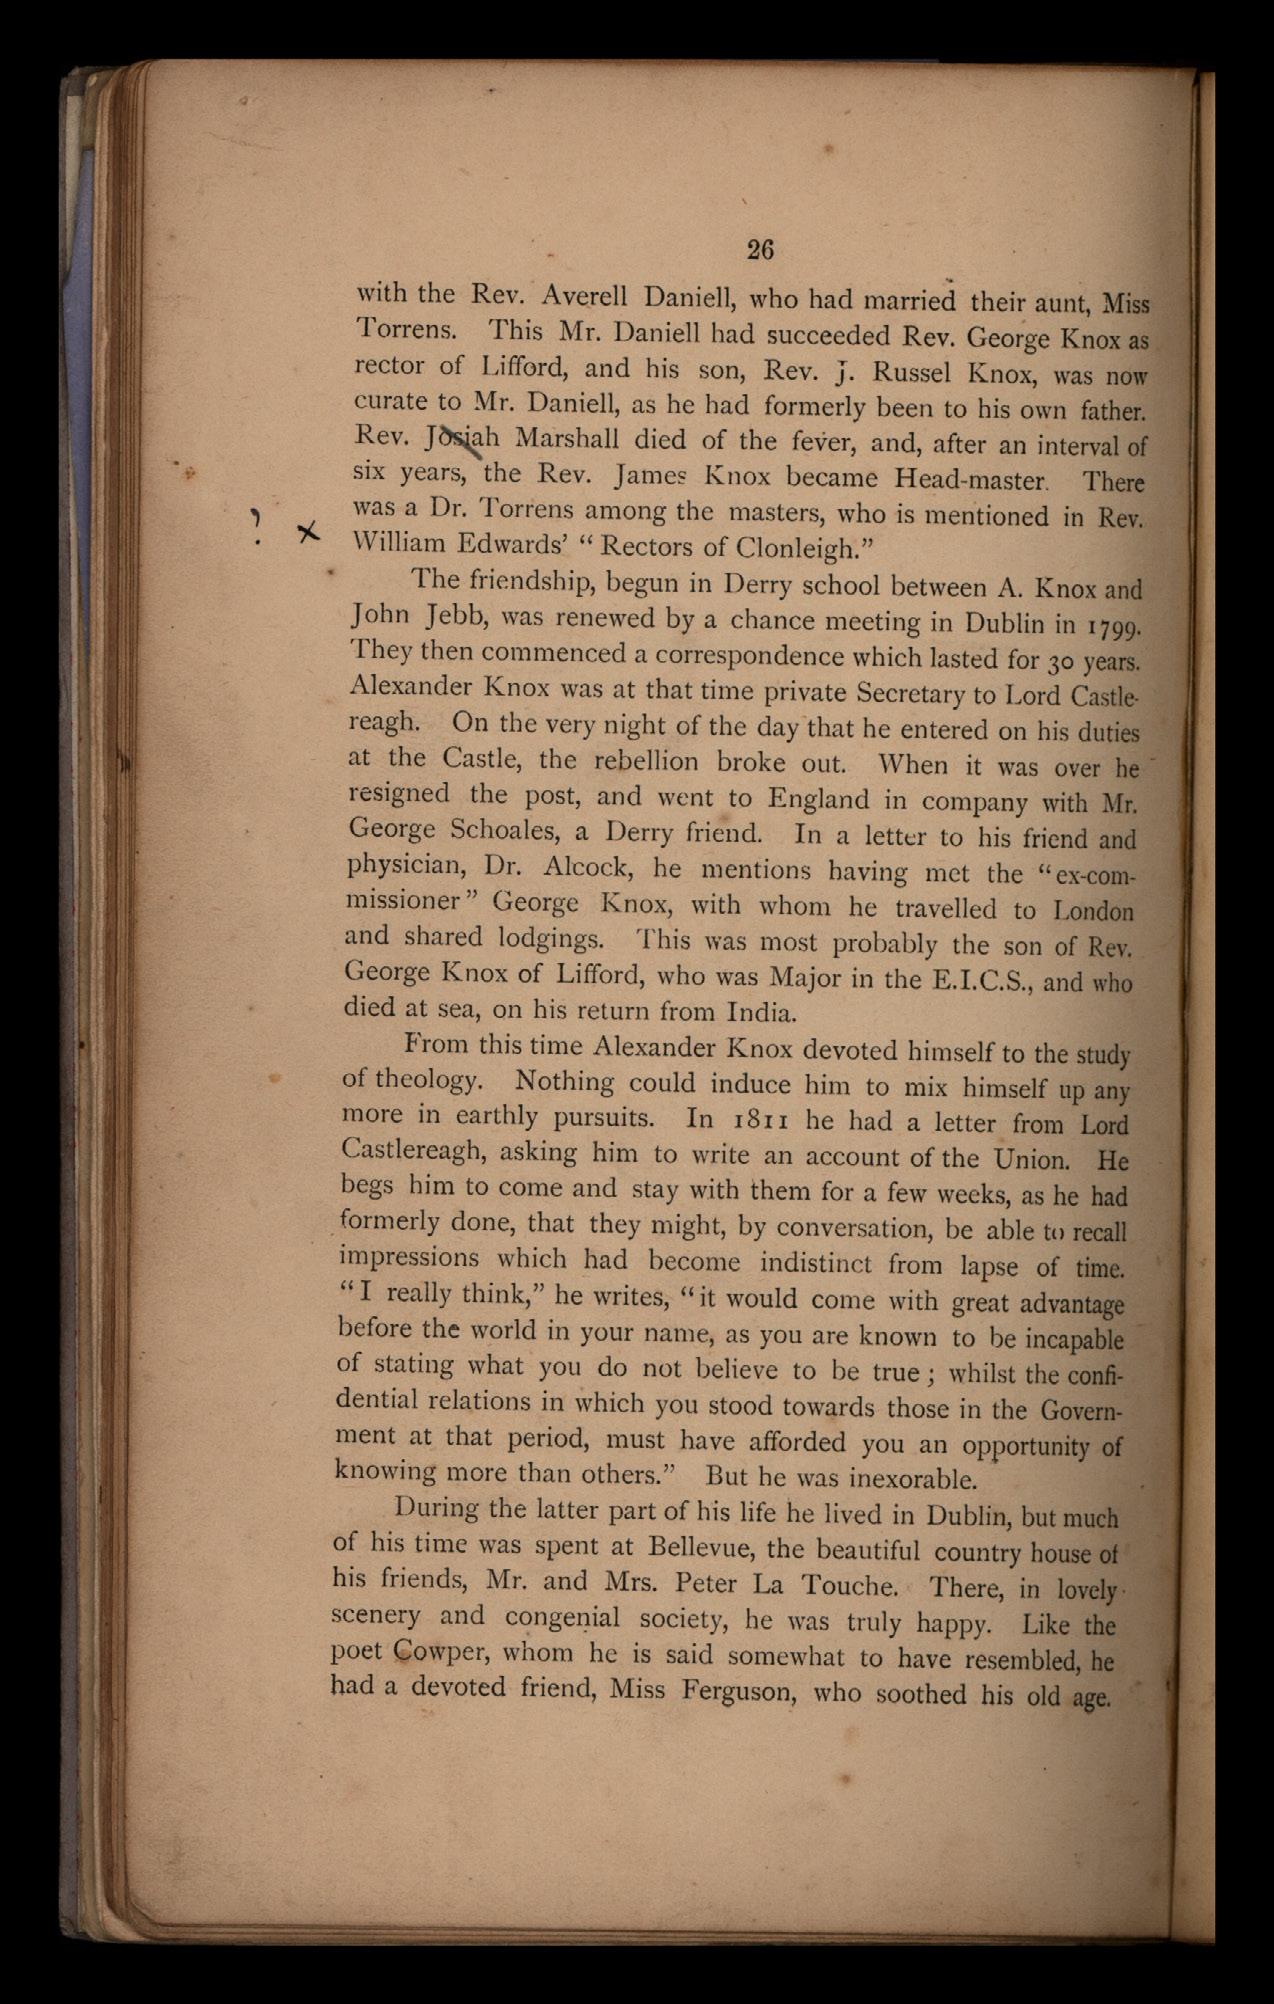 26
with the Rev. Averell Daniell, who had married their aunt, Miss
Torrens. This Mr. Daniell had succeeded Rev. George Knox as
rector of Lifford, and his son, Rev. J. Russel Knox, was now
curate to Mr. Daniell, as he had formerly been to his own father.
Rev. Josiah Marshall died of the fever, and, after an interval of
six years, the Rev. James Knox became Head-master. There
was a Dr. Torrens among the masters, who is mentioned in Rev.
? x William Edwards’ “Rectors of Clonleigh.”
The friendship, begun in Derry school between A. Knox and
John Jebb, was renewed by a chance meeting in Dublin in 1799.
They then commenced a correspondence which lasted for 30 years.
Alexander Knox was at that time private Secretary to Lord Castle-
reagh. On the very night of the day that he entered on his duties
at the Castle, the rebellion broke out. When it was over he
resigned the post, and went to England in company with Mr.
George Schoales, a Derry friend. In a letter to his friend and
physician, Dr. Alcock, he mentions having met the “ex-com-
missioner” George Knox, with whom he travelled to London
and shared lodgings. This was most probably the son of Rev.
George Knox of Lifford, who was Major in the E.I.C.S., and who
died at sea, on his return from India.
From this time Alexander Knox devoted himself to the study
of theology. Nothing could induce him to mix himself up any
more in earthly pursuits. In 1811 he had a letter from Lord
Castlereagh, asking him to write an account of the Union. He
begs him to come and stay with them for a few weeks, as he had
formerly done, that they might, by conversation, be able to recall
impressions which had become indistinct from lapse of time.
“I really think,” he writes, “it would come with great advantage
before the world in your name, as you are known to be incapable
of stating what you do not believe to be true; whilst the confi-
dential relations in which you stood towards those in the Govern-
ment at that period, must have afforded you an opportunity of
knowing more than others.” But he was inexorable.
During the latter part of his life he lived in Dublin, but much
of his time was spent at Bellevue, the beautiful country house of
his friends, Mr. and Mrs. Peter La Touche. There, in lovely
scenery and congenial society, he was truly happy. Like the
poet Cowper, whom he is said somewhat to have resembled, he
had a devoted friend, Miss Ferguson, who soothed his old age.